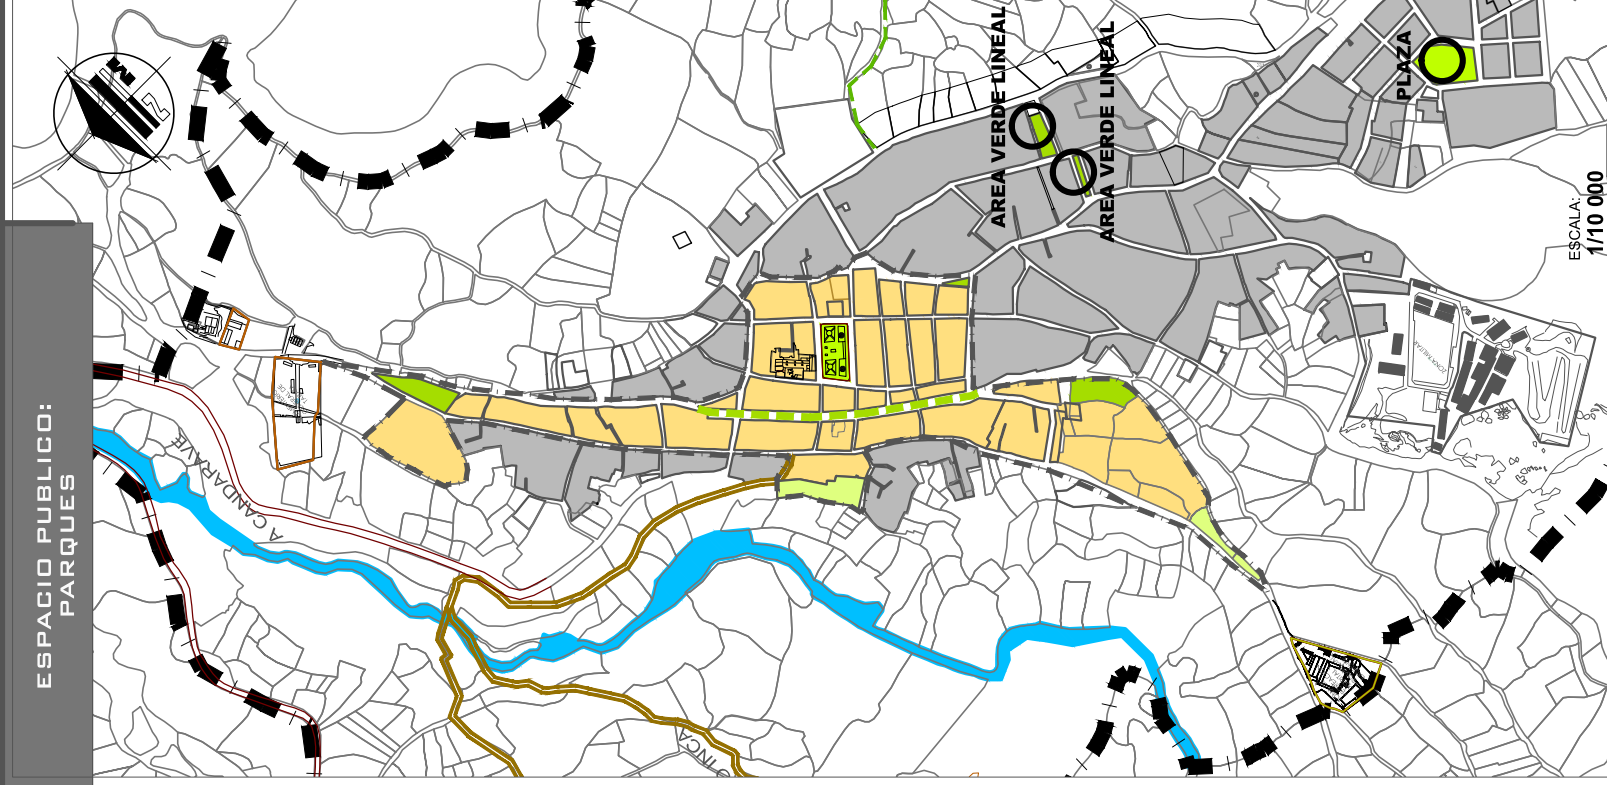 ESPACIO PUBLICO:
PARQUES
AREA VERDE LINEAL
AREA VERDE LINEAL
PLAZA
ESCALA:
1/10 000
A CANDARAVE